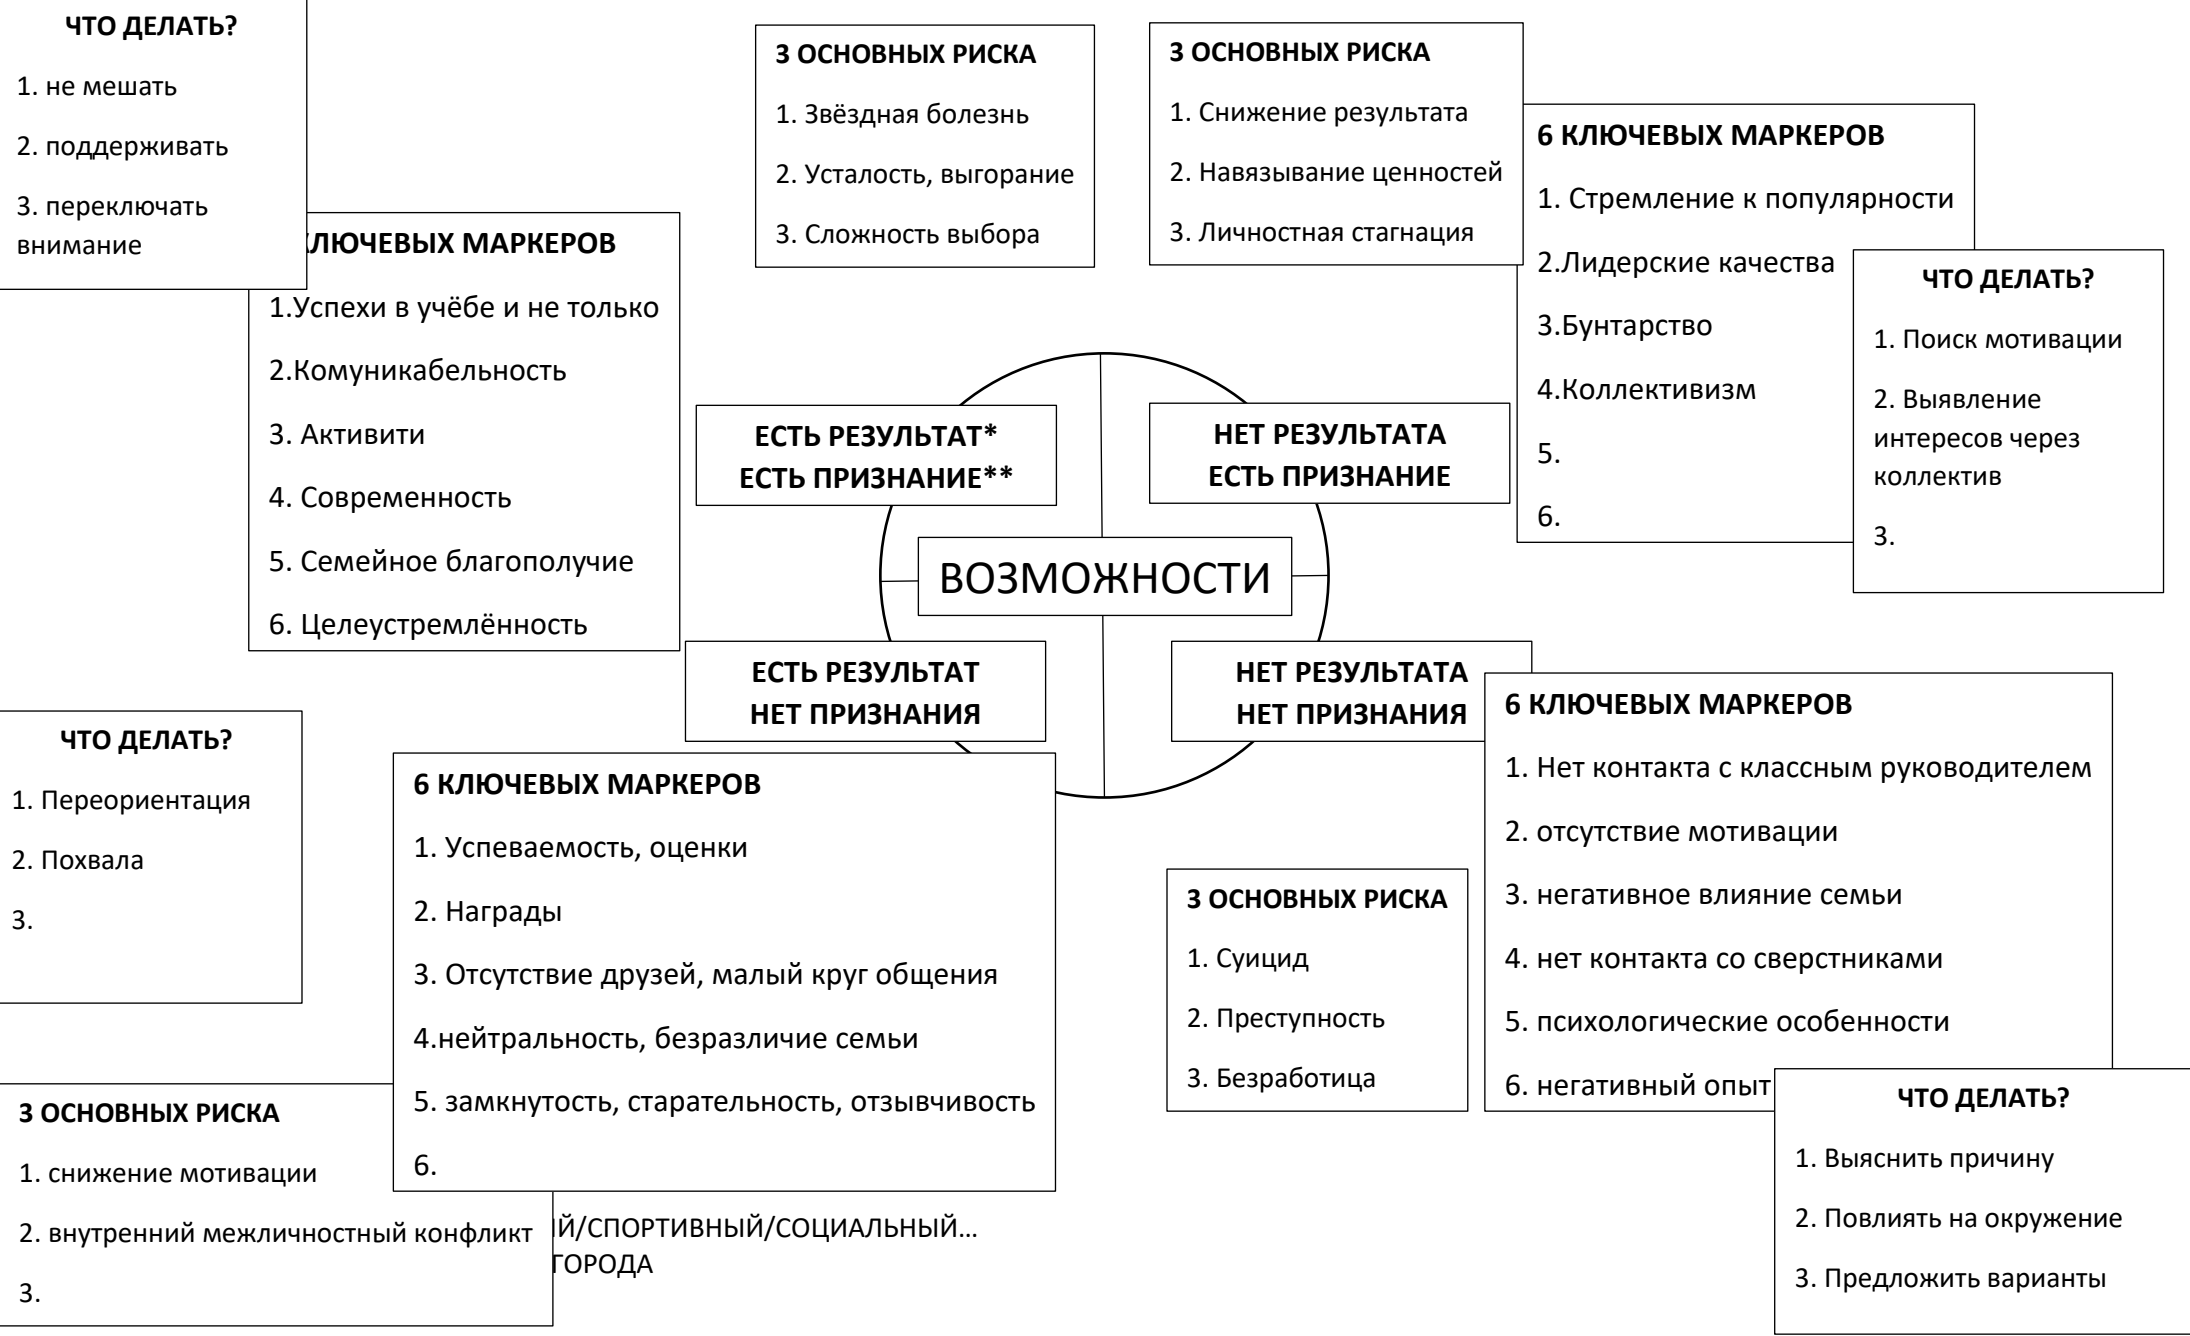 ЧТО ДЕЛАТЬ?
1. не мешать
2. поддерживать
3. переключать
внимание
КЛЮЧЕВЫХ МАРКЕРОВ
1.Успехи в учёбе и не только
2.Комуникабельность
3. Активити
4. Современность
5. Семейное благополучие
6. Целеустремлённость
3 ОСНОВНЫХ РИСКА
1. Звёздная болезнь
2. Усталость, выгорание
3. Сложность выбора
3 ОСНОВНЫХ РИСКА
1. Снижение результата
2. Навязывание ценностей
3. Личностная стагнация
6 КЛЮЧЕВЫХ МАРКЕРОВ
1. Стремление к популярности
2.Лидерские качества
3.Бунтарство
4.Коллективизм
5.
6.
ЧТО ДЕЛАТЬ?
1. Поиск мотивации
2. Выявление
интересов через
коллектив
3.
ЕСТЬ РЕЗУЛЬТАТ*
ЕСТЬ ПРИЗНАНИЕ**
НЕТ РЕЗУЛЬТАТА
ЕСТЬ ПРИЗНАНИЕ
ВОЗМОЖНОСТИ
ЕСТЬ РЕЗУЛЬТАТ
НЕТ ПРИЗНАНИЯ
НЕТ РЕЗУЛЬТАТА
НЕТ ПРИЗНАНИЯ
ЧТО ДЕЛАТЬ?
1. Переориентация
2. Похвала
3.
6 КЛЮЧЕВЫХ МАРКЕРОВ
1. Успеваемость, оценки
2. Награды
3. Отсутствие друзей, малый круг общения
4.нейтральность, безразличие семьи
5. замкнутость, старательность, отзывчивость
6.
3 ОСНОВНЫХ РИСКА
1. снижение мотивации
2. внутренний межличностный конфликт
3.
ИЙ/СПОРТИВНЫЙ/СОЦИАЛЬНЫЙ…
ГОРОДА
3 ОСНОВНЫХ РИСКА
1. Суицид
2. Преступность
3. Безработица
6 КЛЮЧЕВЫХ МАРКЕРОВ
1. Нет контакта с классным руководителем
2. отсутствие мотивации
3. негативное влияние семьи
4. нет контакта со сверстниками
5. психологические особенности
6. негативный опыт
ЧТО ДЕЛАТЬ?
1. Выяснить причину
2. Повлиять на окружение
3. Предложить варианты